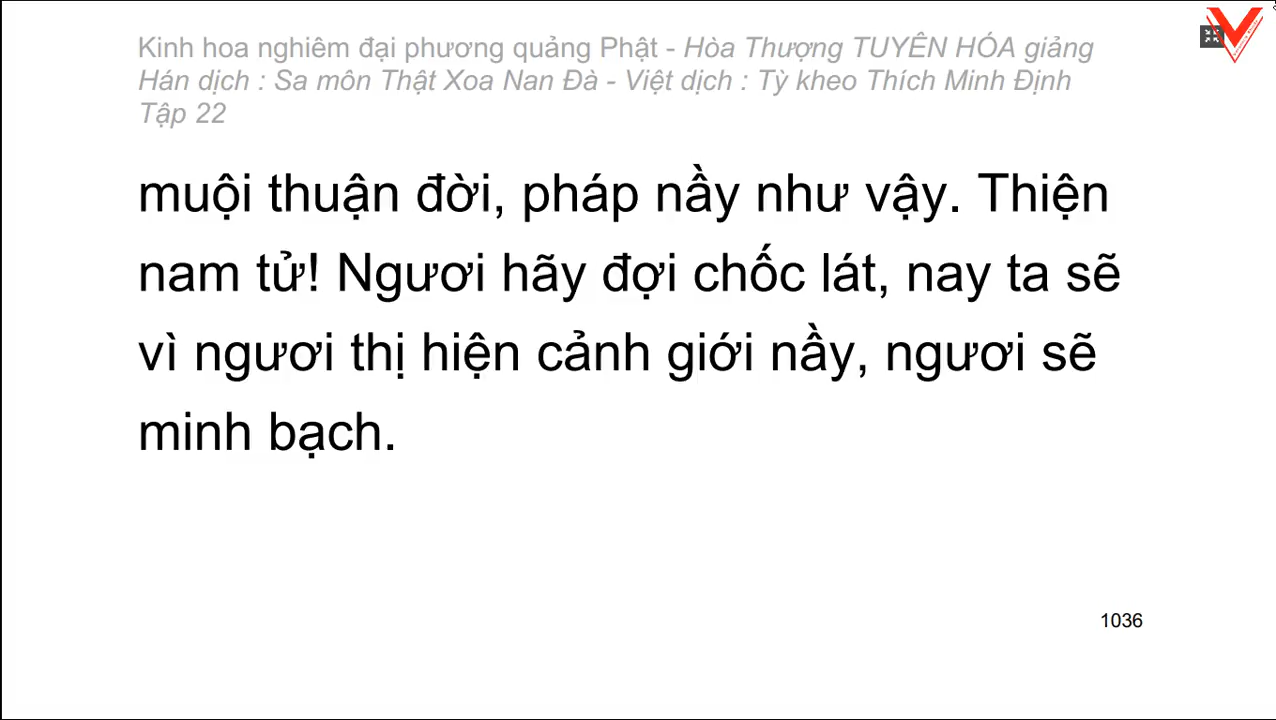 Kinh hoa nghiêm đại phương quảng Phật - Hòa Thượng TUYÊN HÓA giảng
Hán dịch : Sa môn Thật Xoa Nan Đà - Việt dịch : Tỳ kheo Thích Minh Định
Tập 22
muội thuận đời, pháp nầy như vậy. Thiện
nam tử! Ngươi hãy đợi chốc lát, nay ta sẽ
vì ngươi thị hiện cảnh giới nầy, ngươi sẽ
minh bạch.
1036